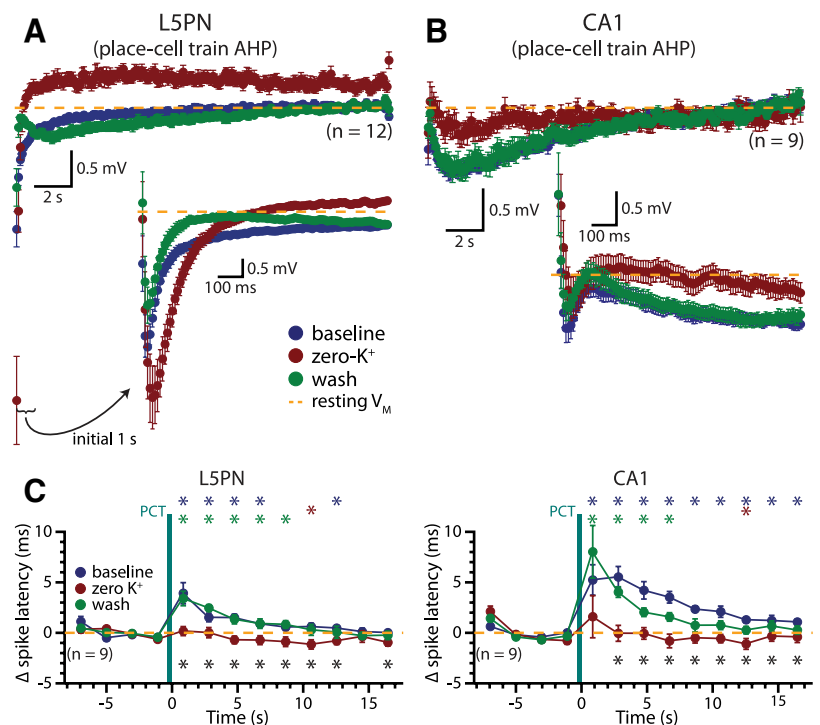 A
L5PN
(place-cell train AHP)
(n = 12)
0.5 mV
2 s
0.5 mV
100 ms
baseline
zero-K⁺
wash
resting V_M
initial 1 s
B
CA1
(place-cell train AHP)
(n = 9)
0.5 mV
2 s
0.5 mV
100 ms
C
L5PN
PCT
* * * * *
* * * * * *
10
5
0
-5
Δ spike latency (ms)
baseline
zero K⁺
wash
(n = 9)
* * * * * * * *
-5 0 5 10 15
Time (s)
CA1
PCT
* * * * * * * * *
* * * * *
10
5
0
-5
Δ spike latency (ms)
(n = 9)
* * * * * * * *
-5 0 5 10 15
Time (s)